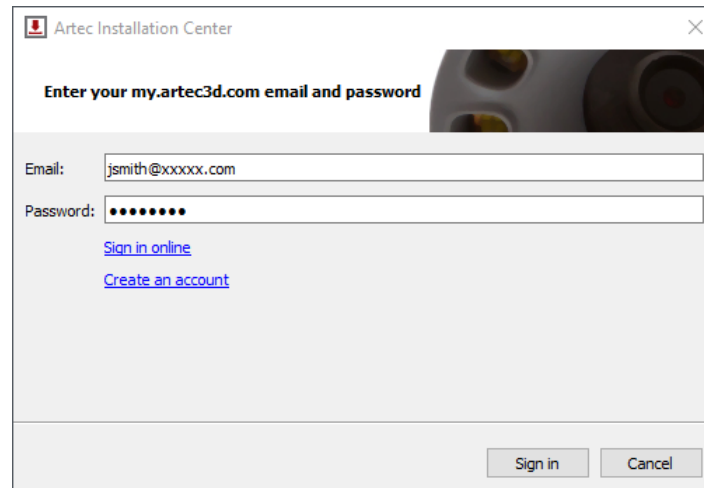 Artec Installation Center
Enter your my.artec3d.com email and password
Email: jsmith@xxxxx.com
Password: ●●●●●●●●
Sign in online
Create an account
Sign in Cancel